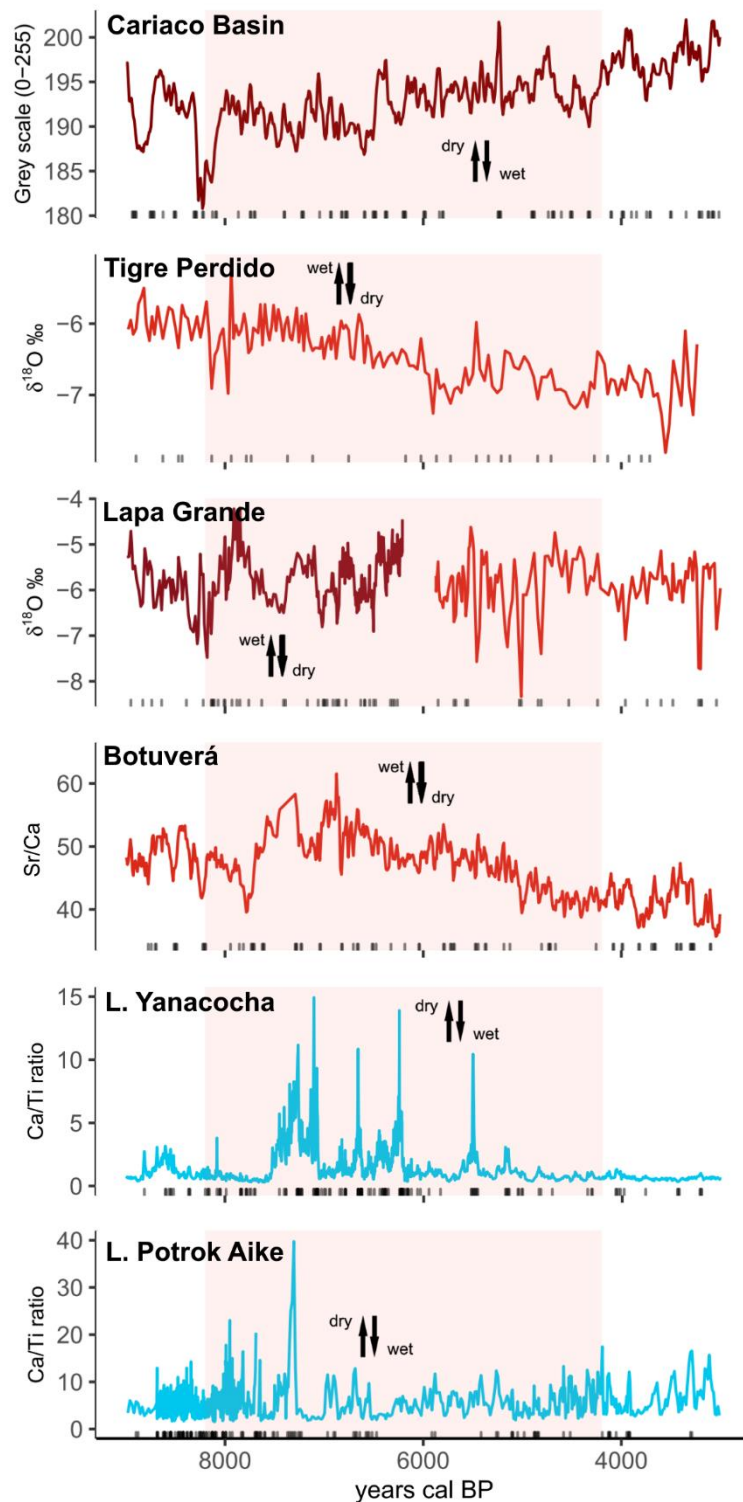 Cariaco Basin
Grey scale (0−255)
200
195
190
185
180
dry
wet
Tigre Perdido
δ18O ‰
−6
−7
wet
dry
Lapa Grande
δ18O ‰
−4
−5
−6
−7
−8
wet
dry
Botuverá
Sr/Ca
60
50
40
wet
dry
L. Yanacocha
Ca/Ti ratio
15
10
5
0
dry
wet
L. Potrok Aike
Ca/Ti ratio
40
30
20
10
0
dry
wet
8000 6000 4000
years cal BP